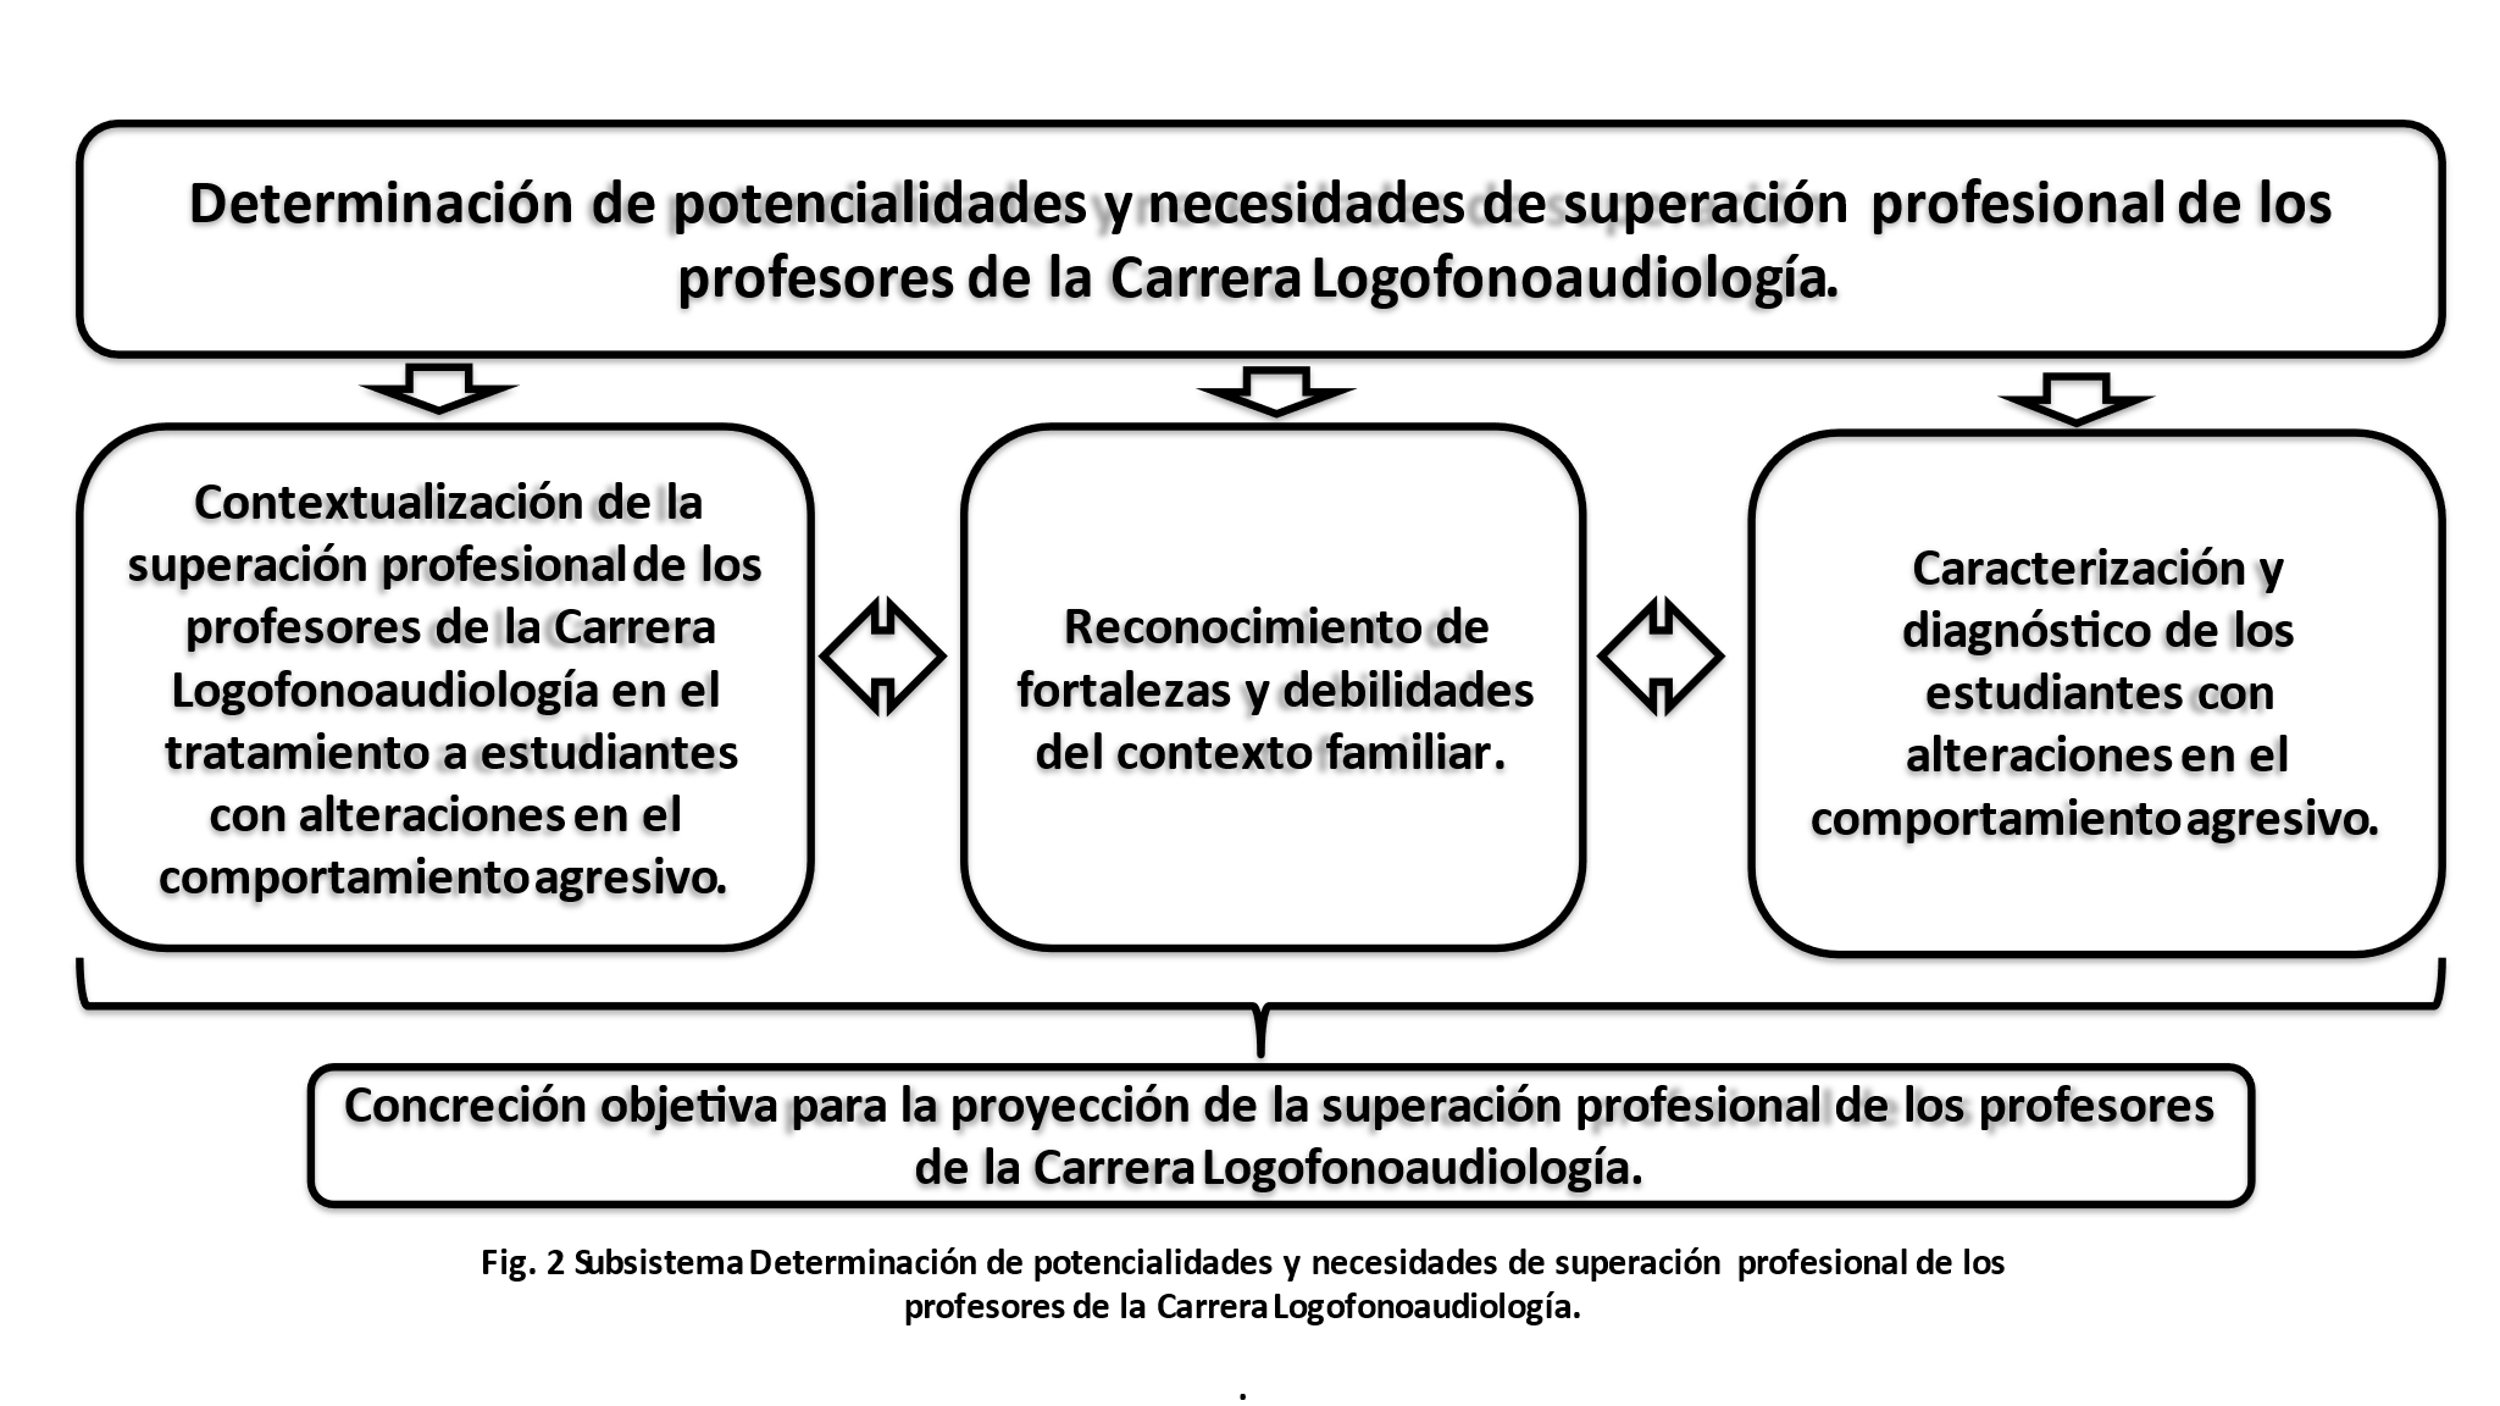 Determinación de potencialidades y necesidades de superación profesional de los
profesores de la Carrera Logofonoaudiología.
Contextualización de la
superación profesional de los
profesores de la Carrera
Logofonoaudiología en el
tratamiento a estudiantes
con alteraciones en el
comportamiento agresivo.
Reconocimiento de
fortalezas y debilidades
del contexto familiar.
Caracterización y
diagnóstico de los
estudiantes con
alteraciones en el
comportamiento agresivo.
Concreción objetiva para la proyección de la superación profesional de los profesores
de la Carrera Logofonoaudiología.
Fig. 2 Subsistema Determinación de potencialidades y necesidades de superación profesional de los
profesores de la Carrera Logofonoaudiología.
.